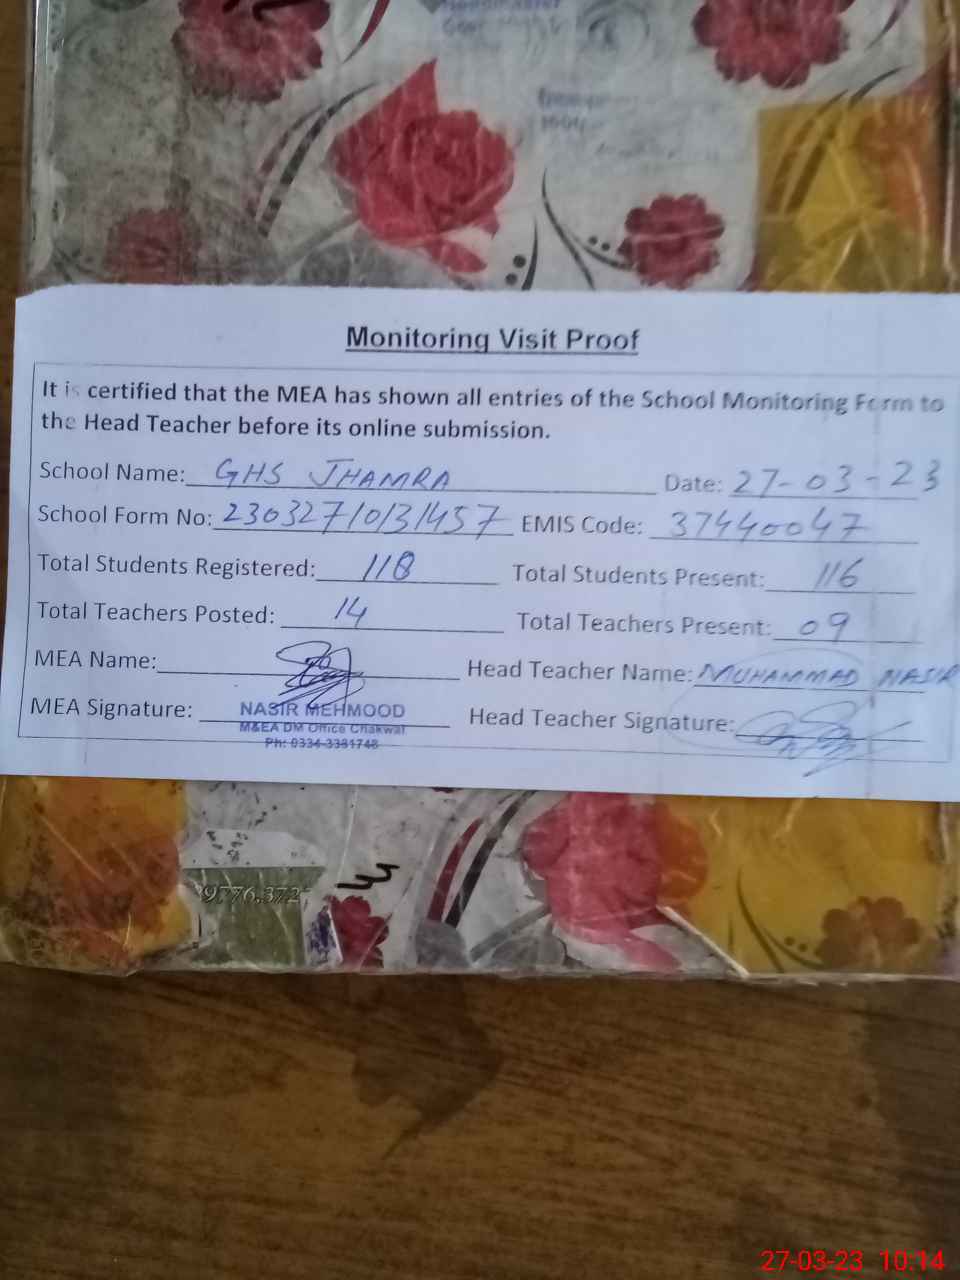 Monitoring Visit Proof
It is certified that the MEA has shown all entries of the School Monitoring Form to
the Head Teacher before its online submission.
School Name: GHS JHAMRA Date: 27-03-23
School Form No: 230327/0/31457 EMIS Code: 37440047
Total Students Registered: 118 Total Students Present: 116
Total Teachers Posted: 14 Total Teachers Present: 09
MEA Name: Head Teacher Name: MUHAMMAD NASIR
MEA Signature: Head Teacher Signature:
NASIR MEHMOOD
M&EA DM Office Chakwal
Ph: 0334-3381748
9776,372
27-03-23 10:14